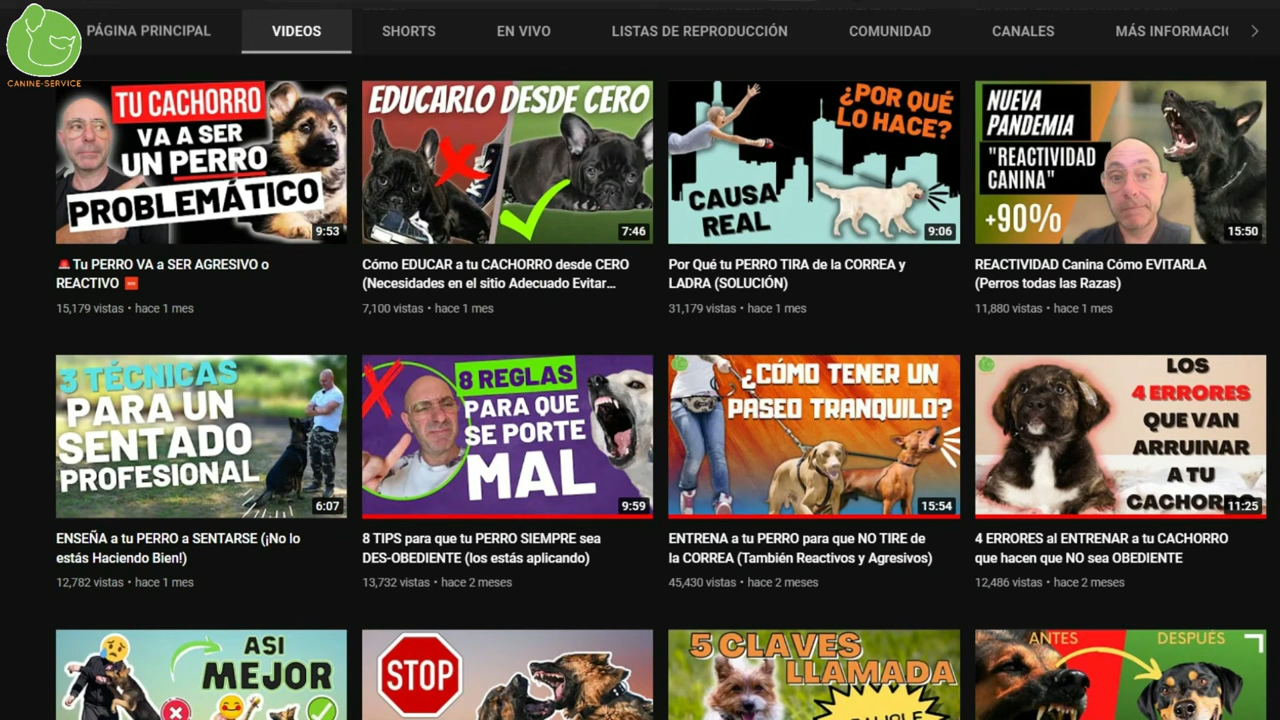 CANINE-SERVICE
PÁGINA PRINCIPAL
VIDEOS
SHORTS
EN VIVO
LISTAS DE REPRODUCCIÓN
COMUNIDAD
CANALES
MÁS INFORMACI
TU CACHORRO
VA A SER
UN PERRO
PROBLEMÁTICO
9:53
EDUCARLO DESDE CERO
7:46
¿POR QUÉ
LO HACE?
CAUSA
REAL
9:06
NUEVA
PANDEMIA
"REACTIVIDAD
CANINA"
+90%
15:50
Tu PERRO VA a SER AGRESIVO o
REACTIVO
15,179 vistas • hace 1 mes
Cómo EDUCAR a tu CACHORRO desde CERO
(Necesidades en el sitio Adecuado Evitar...
7,100 vistas • hace 1 mes
Por Qué tu PERRO TIRA de la CORREA y
LADRA (SOLUCIÓN)
31,179 vistas • hace 1 mes
REACTIVIDAD Canina Cómo EVITARLA
(Perros todas las Razas)
11,880 vistas • hace 1 mes
3 TÉCNICAS
PARA UN
SENTADO
PROFESIONAL
6:07
8 REGLAS
PARA QUE
SE PORTE
MAL
9:59
¿CÓMO TENER UN
PASEO TRANQUILO?
15:54
LOS
4 ERRORES
QUE VAN
ARRUINAR
A TU
CACHORRO
11:25
ENSEÑA a tu PERRO a SENTARSE (¡No lo
estás Haciendo Bien!)
12,782 vistas • hace 1 mes
8 TIPS para que tu PERRO SIEMPRE sea
DES-OBEDIENTE (los estás aplicando)
13,732 vistas • hace 2 meses
ENTRENA a tu PERRO para que NO TIRE de
la CORREA (También Reactivos y Agresivos)
45,430 vistas • hace 2 meses
4 ERRORES al ENTRENAR a tu CACHORRO
que hacen que NO sea OBEDIENTE
12,486 vistas • hace 2 meses
ASI
MEJOR
STOP
5 CLAVES
LLAMADA
ANTES
DESPUÉS